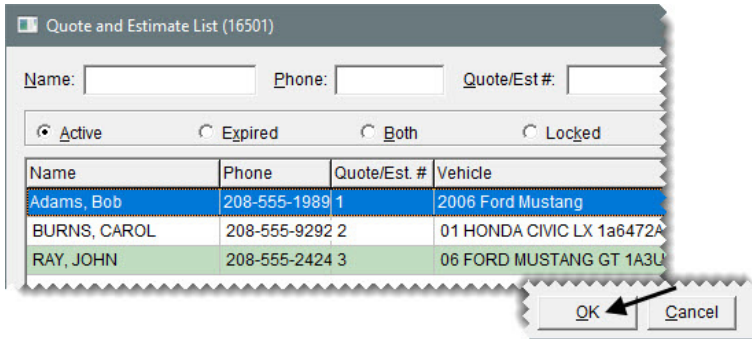 Quote and Estimate List (16501)
Name: Phone: Quote/Est #:
Active Expired Both Locked
Name Phone Quote/Est. # Vehicle
Adams, Bob 208-555-1989 1 2006 Ford Mustang
BURNS, CAROL 208-555-9292 2 01 HONDA CIVIC LX 1a6472A
RAY, JOHN 208-555-2424 3 06 FORD MUSTANG GT 1A3U
OK Cancel